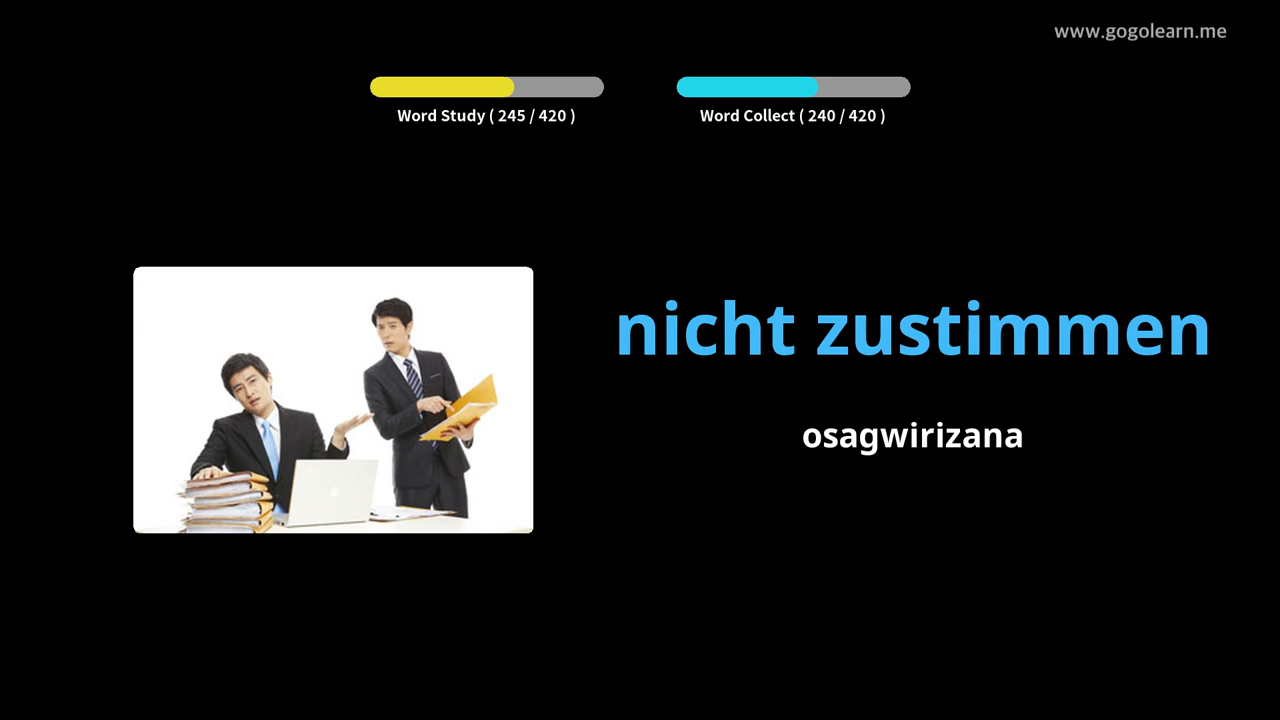 www.gogolearn.me
Word Study ( 245 / 420 )
Word Collect ( 240 / 420 )
nicht zustimmen
osagwirizana